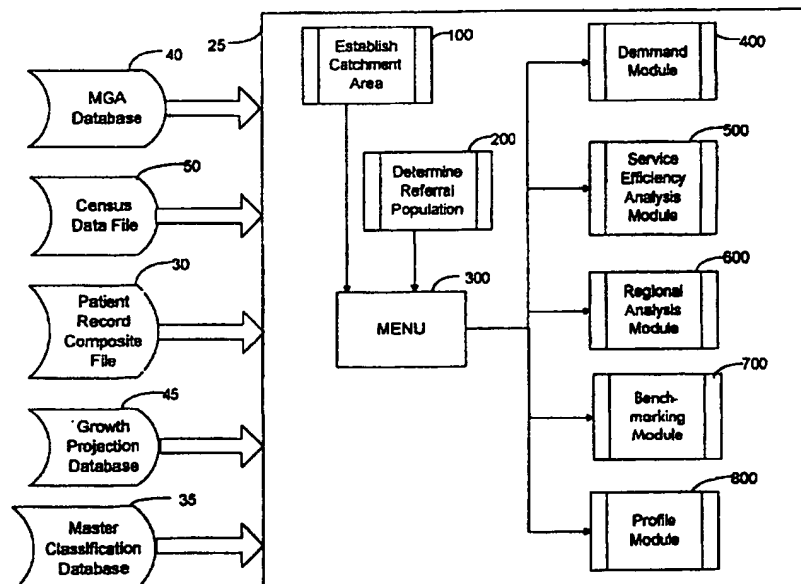 25
40
MGA
Database
50
Census
Data File
30
Patient
Record
Composite
File
45
Growth
Projection
Database
35
Master
Classification
Database
100
Establish
Catchment
Area
200
Determine
Referral
Population
300
MENU
400
Demmand
Module
500
Service
Efficiency
Analysis
Module
600
Regional
Analysis
Module
700
Bench-
marking
Module
800
Profile
Module